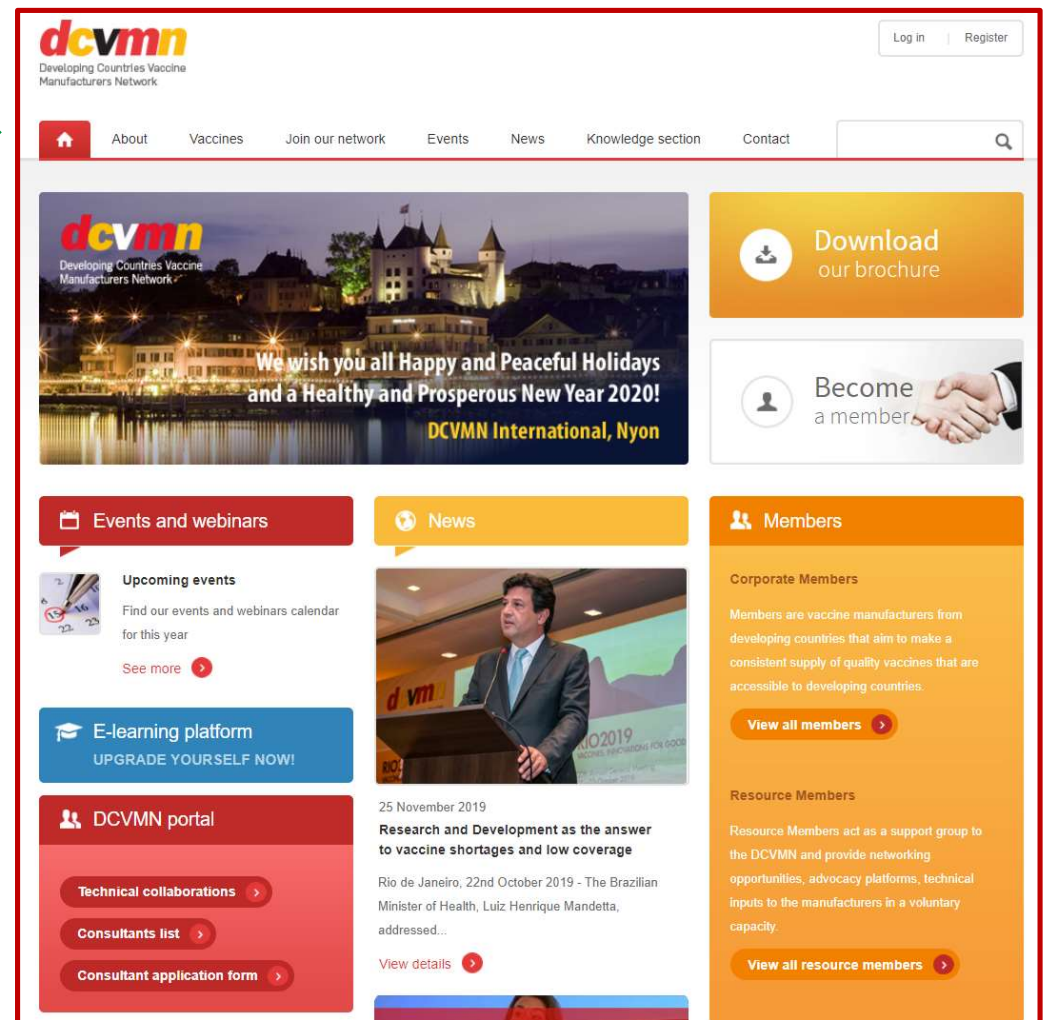 dcvmn
Developing Countries Vaccine
Manufacturers Network
Log in | Register
About Vaccines Join our network Events News Knowledge section Contact
dcvmn
Developing Countries Vaccine
Manufacturers Network
We wish you all Happy and Peaceful Holidays
and a Healthy and Prosperous New Year 2020!
DCVMN International, Nyon
Download
our brochure
Become
a member
Events and webinars
2
8 15 16
22 23
Upcoming events
Find our events and webinars calendar
for this year
See more
E-learning platform
UPGRADE YOURSELF NOW!
DCVMN portal
Technical collaborations
Consultants list
Consultant application form
News
RIO2019
25 November 2019
Research and Development as the answer
to vaccine shortages and low coverage
Rio de Janeiro, 22nd October 2019 - The Brazilian
Minister of Health, Luiz Henrique Mandetta,
addressed...
View details
Members
Corporate Members
Members are vaccine manufacturers from
developing countries that aim to make a
consistent supply of quality vaccines that are
accessible to developing countries.
View all members
Resource Members
Resource Members act as a support group to
the DCVMN and provide networking
opportunities, advocacy platforms, technical
inputs to the manufacturers in a voluntary
capacity.
View all resource members